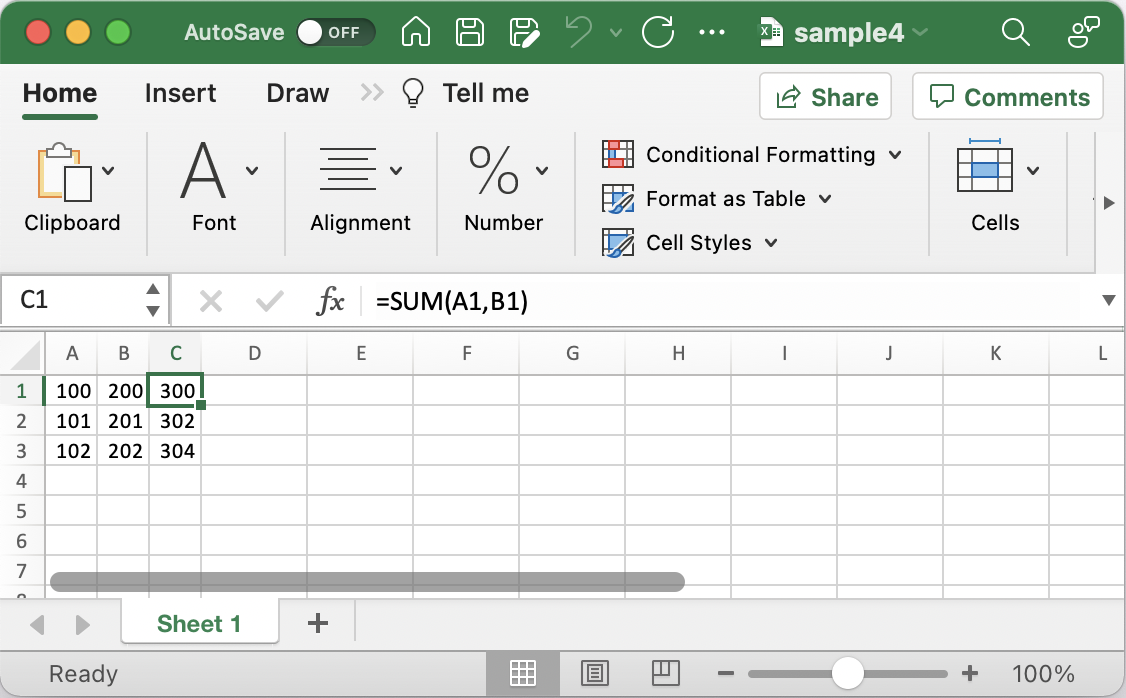 AutoSave OFF sample4
Home Insert Draw Tell me Share Comments
Conditional Formatting
Format as Table
Cell Styles
Clipboard Font Alignment Number Cells
C1 fx =SUM(A1,B1)
A B C D E F G H I J K L
1 100 200 300
2 101 201 302
3 102 202 304
4
5
6
7
Sheet 1 +
Ready 100%